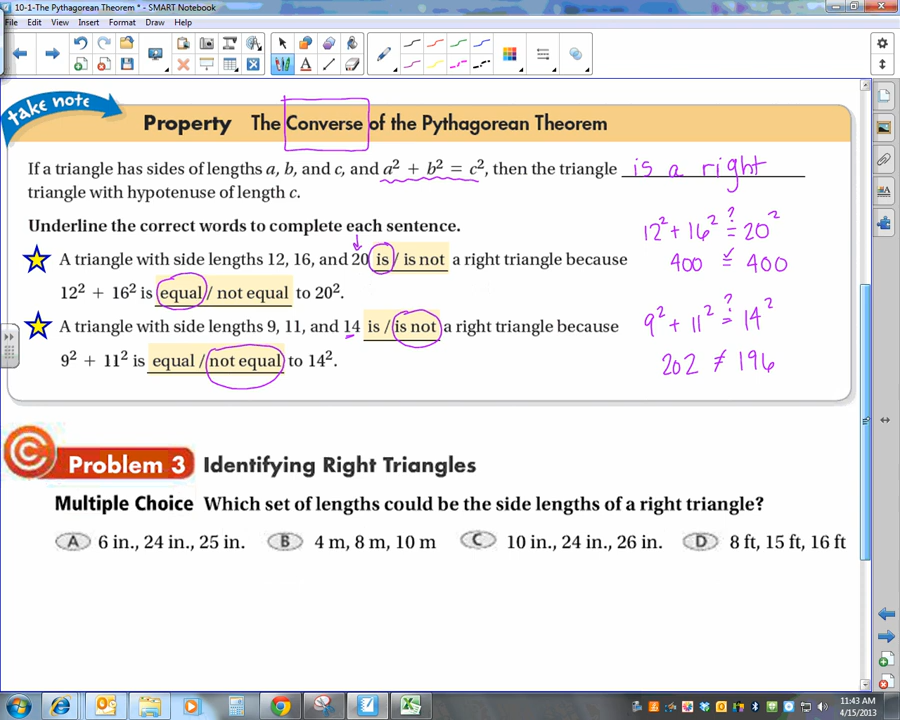 10-1-The Pythagorean Theorem * - SMART Notebook
File Edit View Insert Format Draw Help
take note
Property The Converse of the Pythagorean Theorem
If a triangle has sides of lengths a, b, and c, and a² + b² = c², then the triangle is a right
triangle with hypotenuse of length c.
Underline the correct words to complete each sentence.
A triangle with side lengths 12, 16, and 20 is / is not a right triangle because
12² + 16² is equal / not equal to 20².
A triangle with side lengths 9, 11, and 14 is / is not a right triangle because
9² + 11² is equal / not equal to 14².
12² + 16² ?= 20²
400 = 400
9² + 11² ?= 14²
202 ≠ 196
C Problem 3 Identifying Right Triangles
Multiple Choice Which set of lengths could be the side lengths of a right triangle?
A 6 in., 24 in., 25 in. B 4 m, 8 m, 10 m C 10 in., 24 in., 26 in. D 8 ft, 15 ft, 16 ft
11:43 AM
4/15/2013